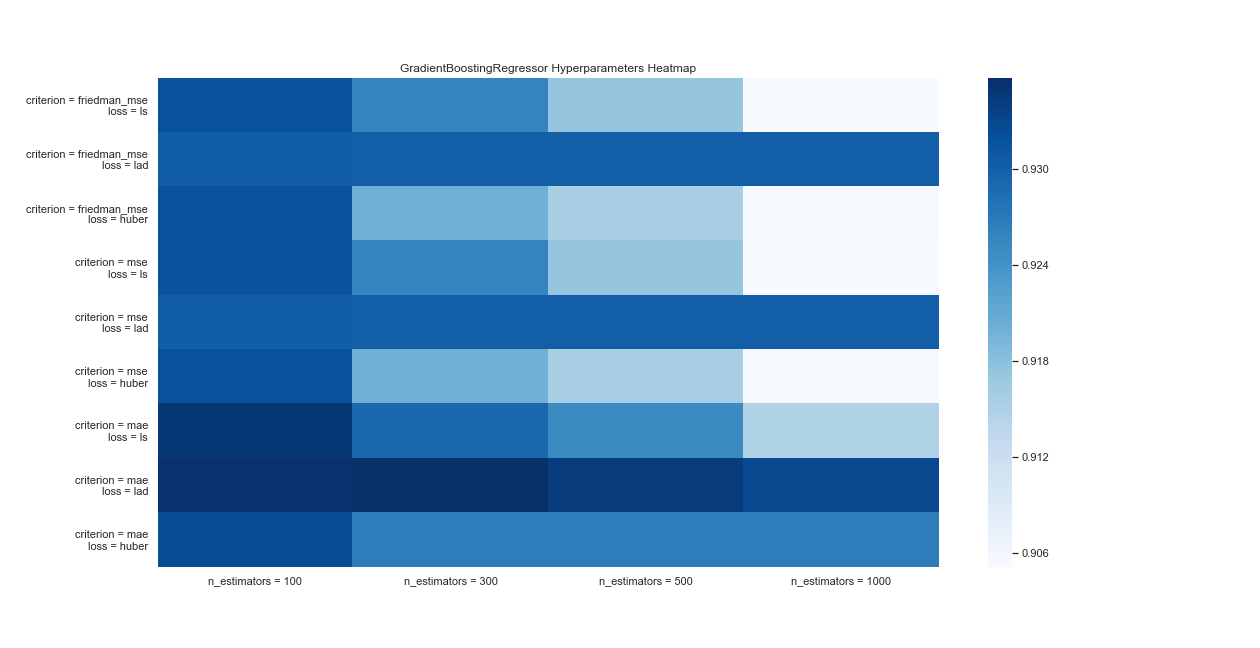 GradientBoostingRegressor Hyperparameters Heatmap
criterion = friedman_mse
loss = ls
criterion = friedman_mse
loss = lad
criterion = friedman_mse
loss = huber
criterion = mse
loss = ls
criterion = mse
loss = lad
criterion = mse
loss = huber
criterion = mae
loss = ls
criterion = mae
loss = lad
criterion = mae
loss = huber
n_estimators = 100
n_estimators = 300
n_estimators = 500
n_estimators = 1000
0.930
0.924
0.918
0.912
0.906